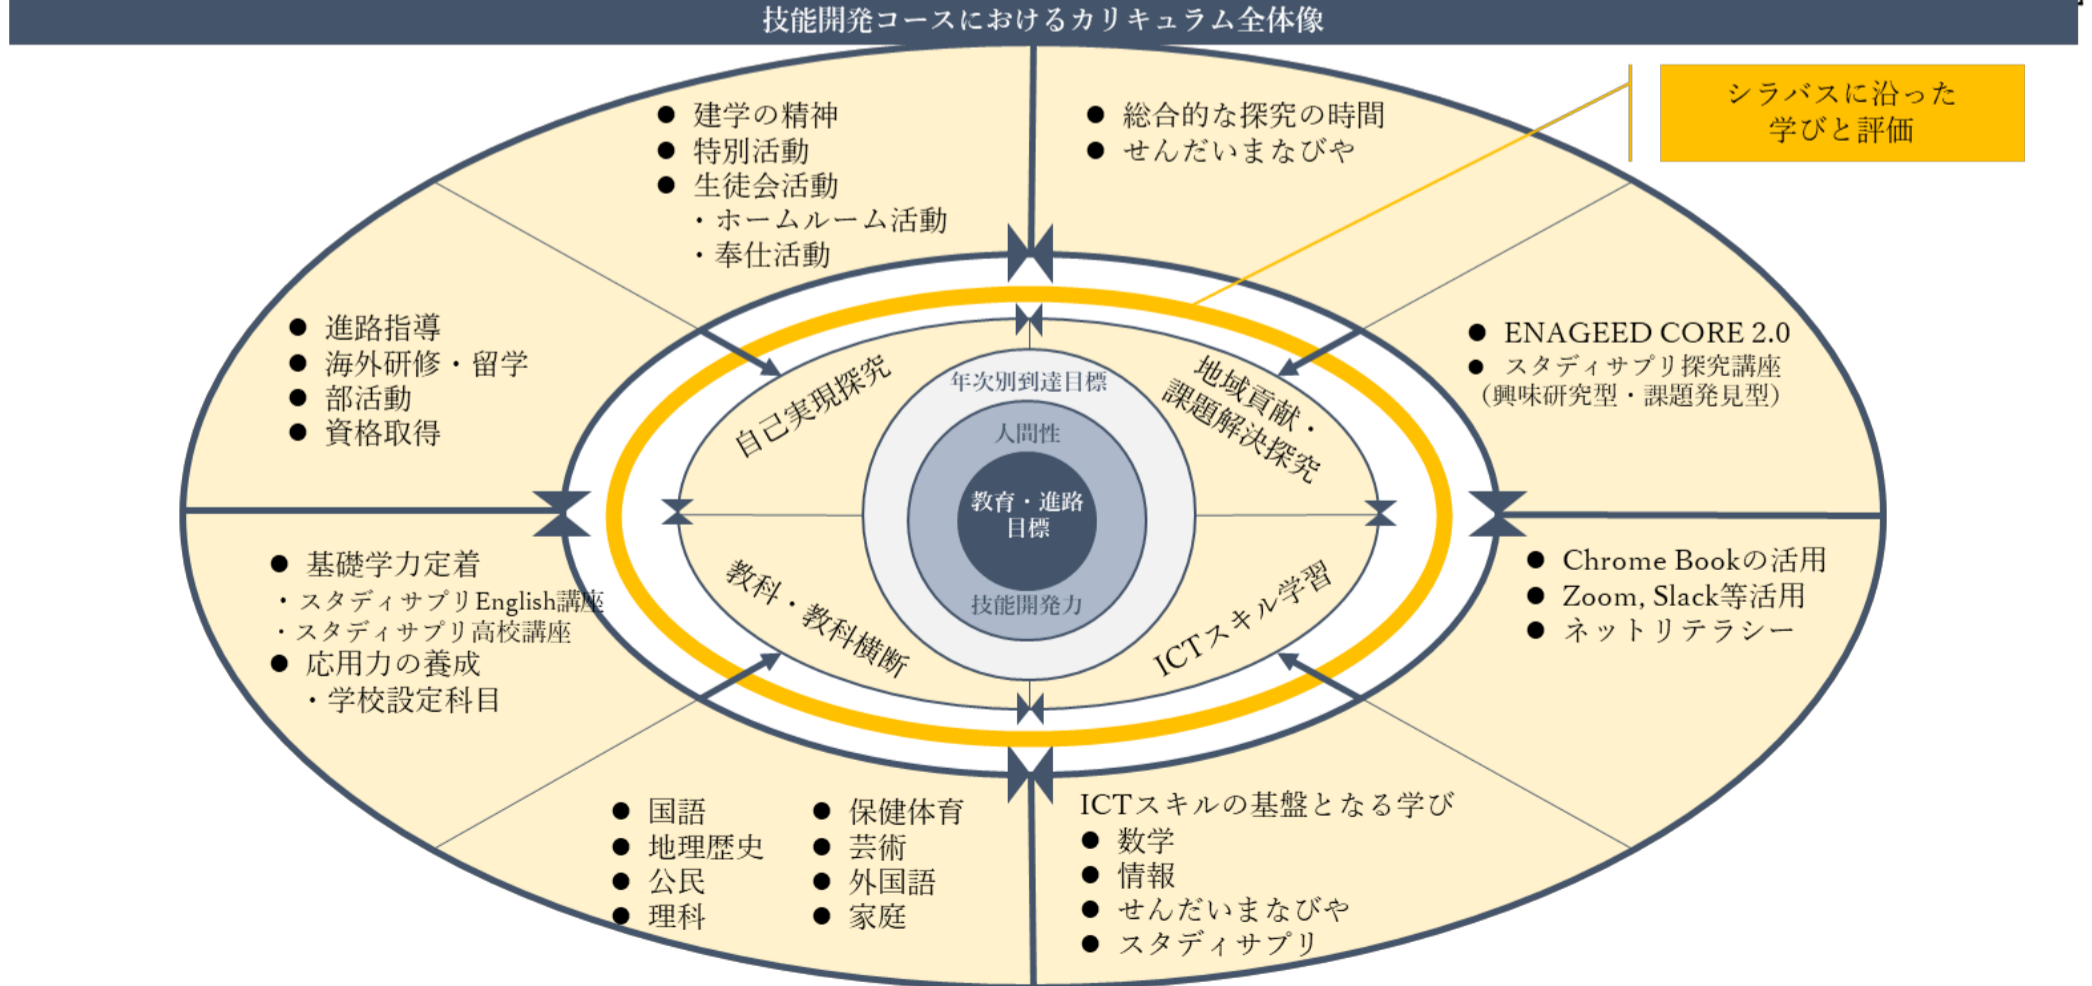 技能開発コースにおけるカリキュラム全体像
シラバスに沿った
学びと評価
● 建学の精神
● 特別活動
● 生徒会活動
・ホームルーム活動
・奉仕活動
● 総合的な探究の時間
● せんだいまなびや
● 進路指導
● 海外研修・留学
● 部活動
● 資格取得
● ENAGEED CORE 2.0
● スタディサプリ探究講座
（興味研究型・課題発見型）
自己実現探究
地域貢献・
課題解決探究
年次別到達目標
人間性
教育・進路
目標
技能開発力
教科・教科横断
ICTスキル学習
● 基礎学力定着
・スタディサプリEnglish講座
・スタディサプリ高校講座
● 応用力の養成
・学校設定科目
● Chrome Bookの活用
● Zoom, Slack等活用
● ネットリテラシー
● 国語
● 地理歴史
● 公民
● 理科
● 保健体育
● 芸術
● 外国語
● 家庭
ICTスキルの基盤となる学び
● 数学
● 情報
● せんだいまなびや
● スタディサプリ